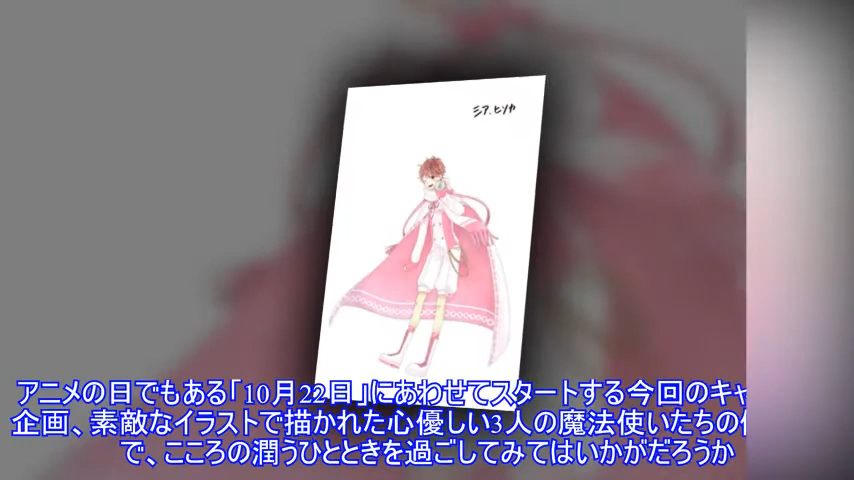 ミア.ヒソカ
アニメの日でもある「10月22日」にあわせてスタートする今回のキャ
企画、素敵なイラストで描かれた心優しい3人の魔法使いたちの
で、こころの潤うひとときを過ごしてみてはいかがだろうか